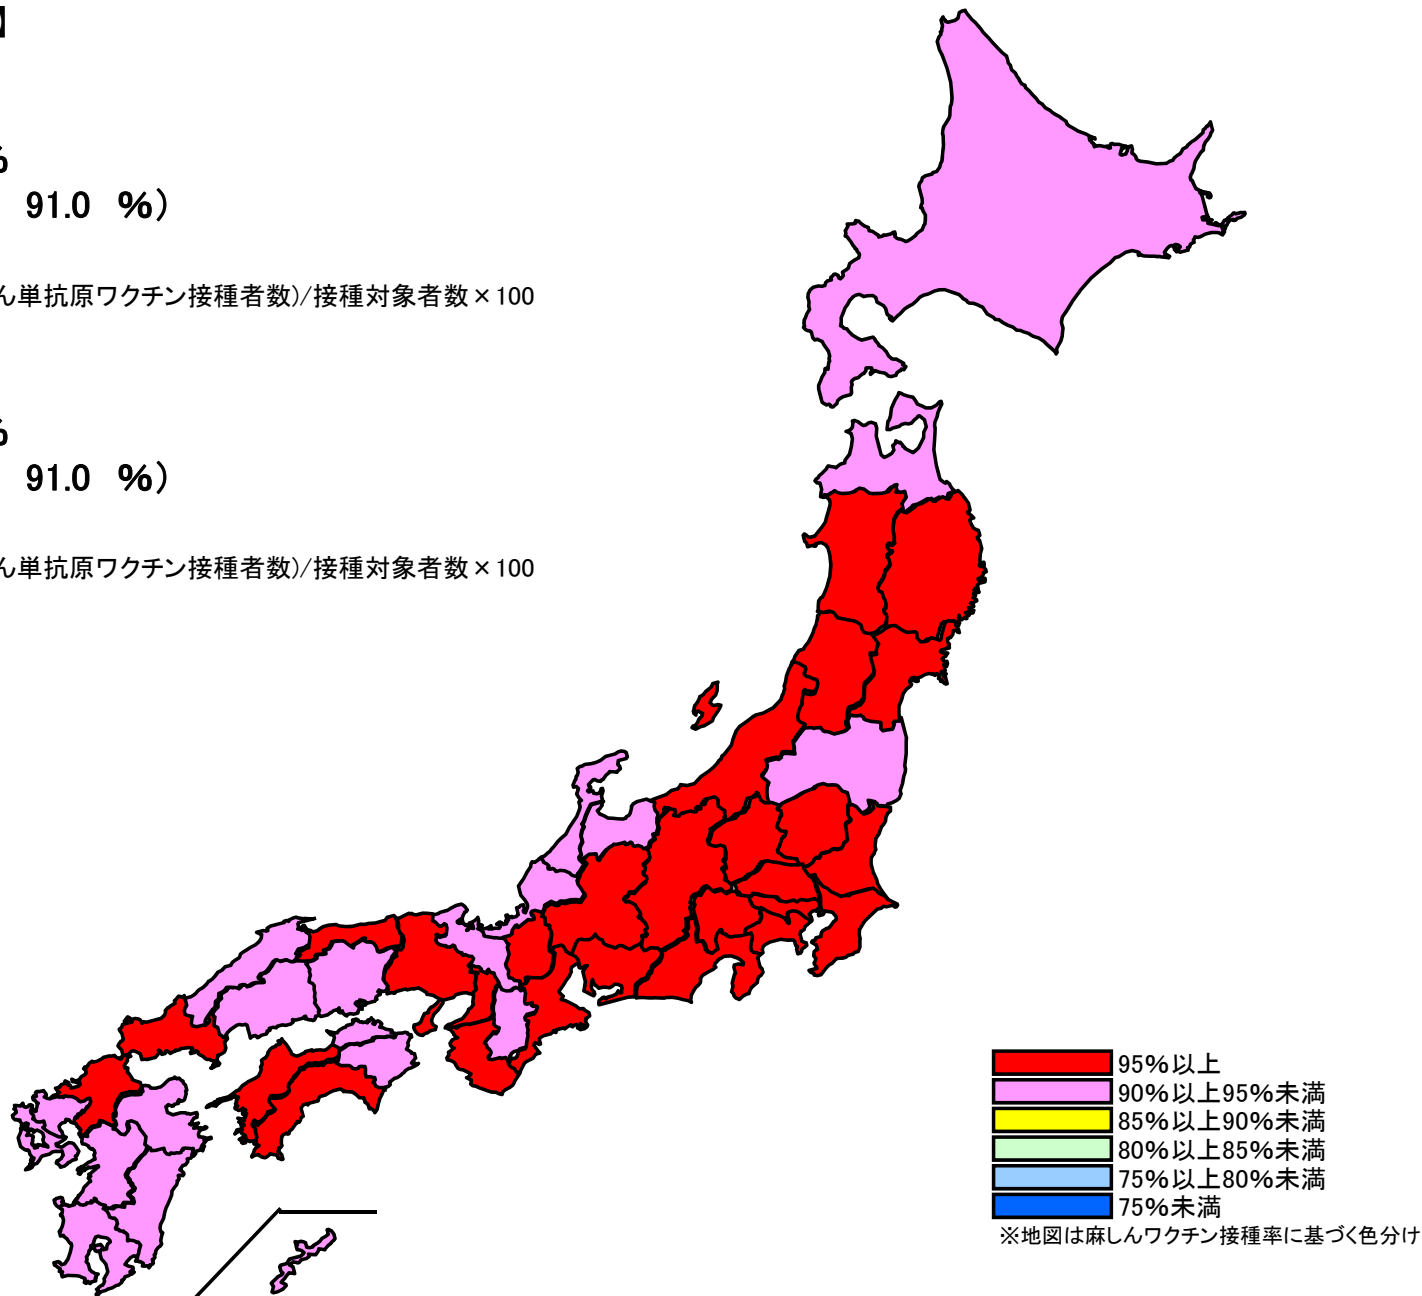 】
%
91.0 %)
ん単抗原ワクチン接種者数)/接種対象者数×100
%
91.0 %)
ん単抗原ワクチン接種者数)/接種対象者数×100
95%以上
90%以上95%未満
85%以上90%未満
80%以上85%未満
75%以上80%未満
75%未満
※地図は麻しんワクチン接種率に基づく色分け